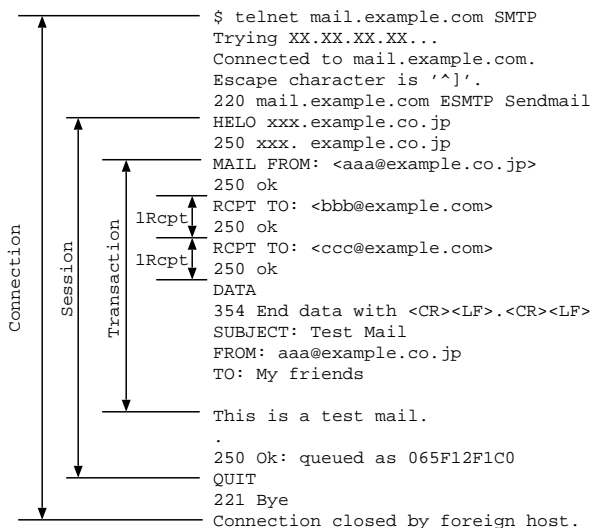 $ telnet mail.example.com SMTP
Trying XX.XX.XX.XX...
Connected to mail.example.com.
Escape character is '^]'.
220 mail.example.com ESMTP Sendmail
HELO xxx.example.co.jp
250 xxx. example.co.jp
MAIL FROM: <aaa@example.co.jp>
250 ok
RCPT TO: <bbb@example.com>
1Rcpt
250 ok
RCPT TO: <ccc@example.com>
1Rcpt
250 ok
DATA
354 End data with <CR><LF>.<CR><LF>
SUBJECT: Test Mail
FROM: aaa@example.co.jp
TO: My friends
This is a test mail.
.
250 Ok: queued as 065F12F1C0
QUIT
221 Bye
Connection closed by foreign host.
Connection
Session
Transaction